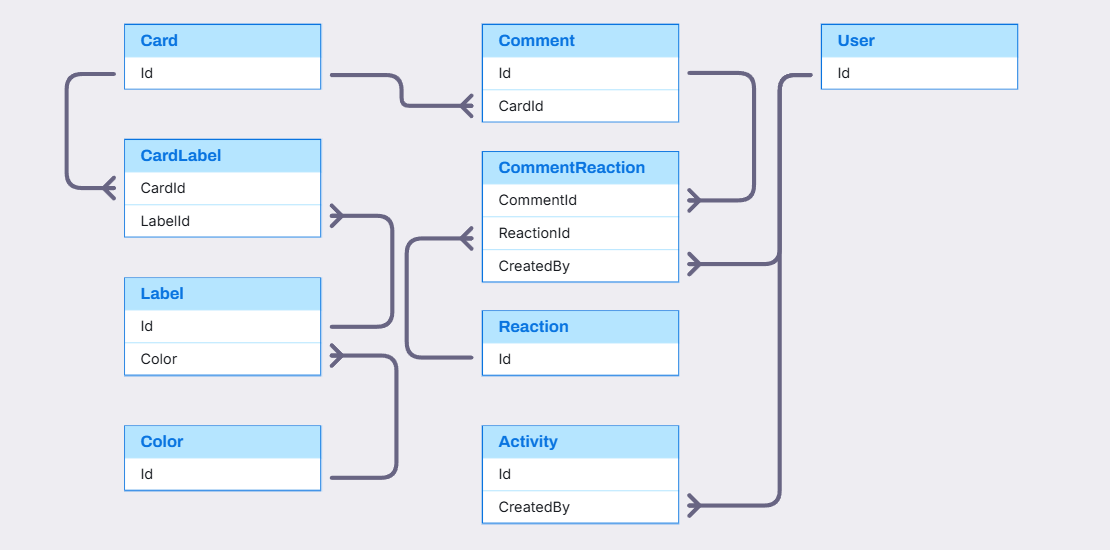 Card
Id
CardLabel
CardId
LabelId
Label
Id
Color
Color
Id
Comment
Id
CardId
CommentReaction
CommentId
ReactionId
CreatedBy
Reaction
Id
Activity
Id
CreatedBy
User
Id